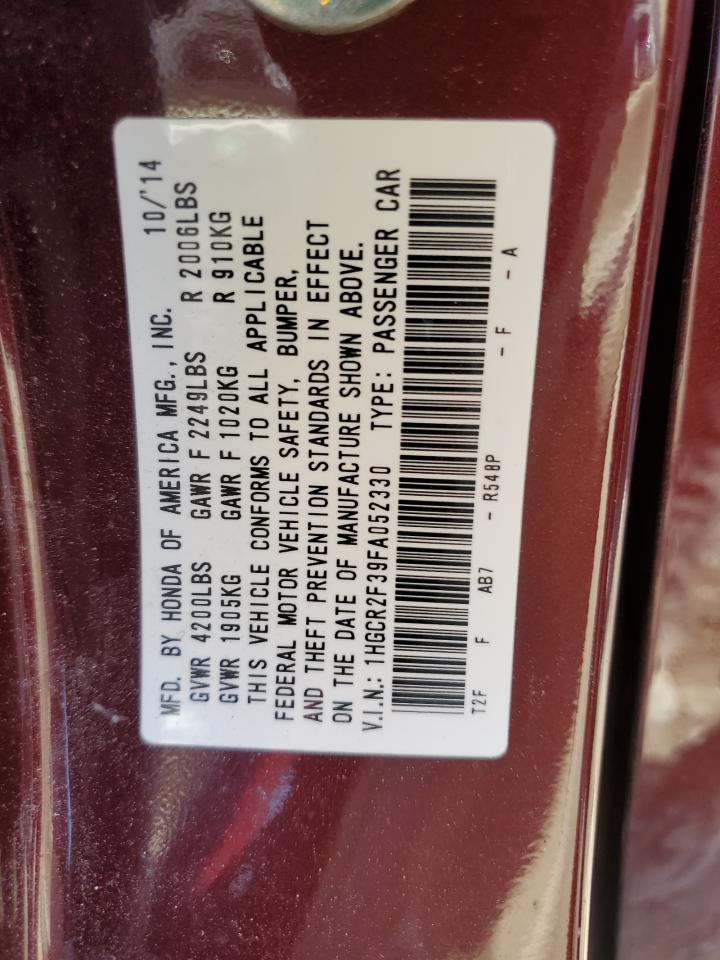 MFD. BY HONDA OF AMERICA MFG., INC. 10/'14
GVWR 4200LBS GAWR F 2249LBS R 2006LBS
GVWR 1905KG GAWR F 1020KG R 910KG
THIS VEHICLE CONFORMS TO ALL APPLICABLE
FEDERAL MOTOR VEHICLE SAFETY, BUMPER,
AND THEFT PREVENTION STANDARDS IN EFFECT
ON THE DATE OF MANUFACTURE SHOWN ABOVE.
V.I.N.: 1HGCR2F39FA052330 TYPE: PASSENGER CAR
T2F F AB7 - R548P - F - A